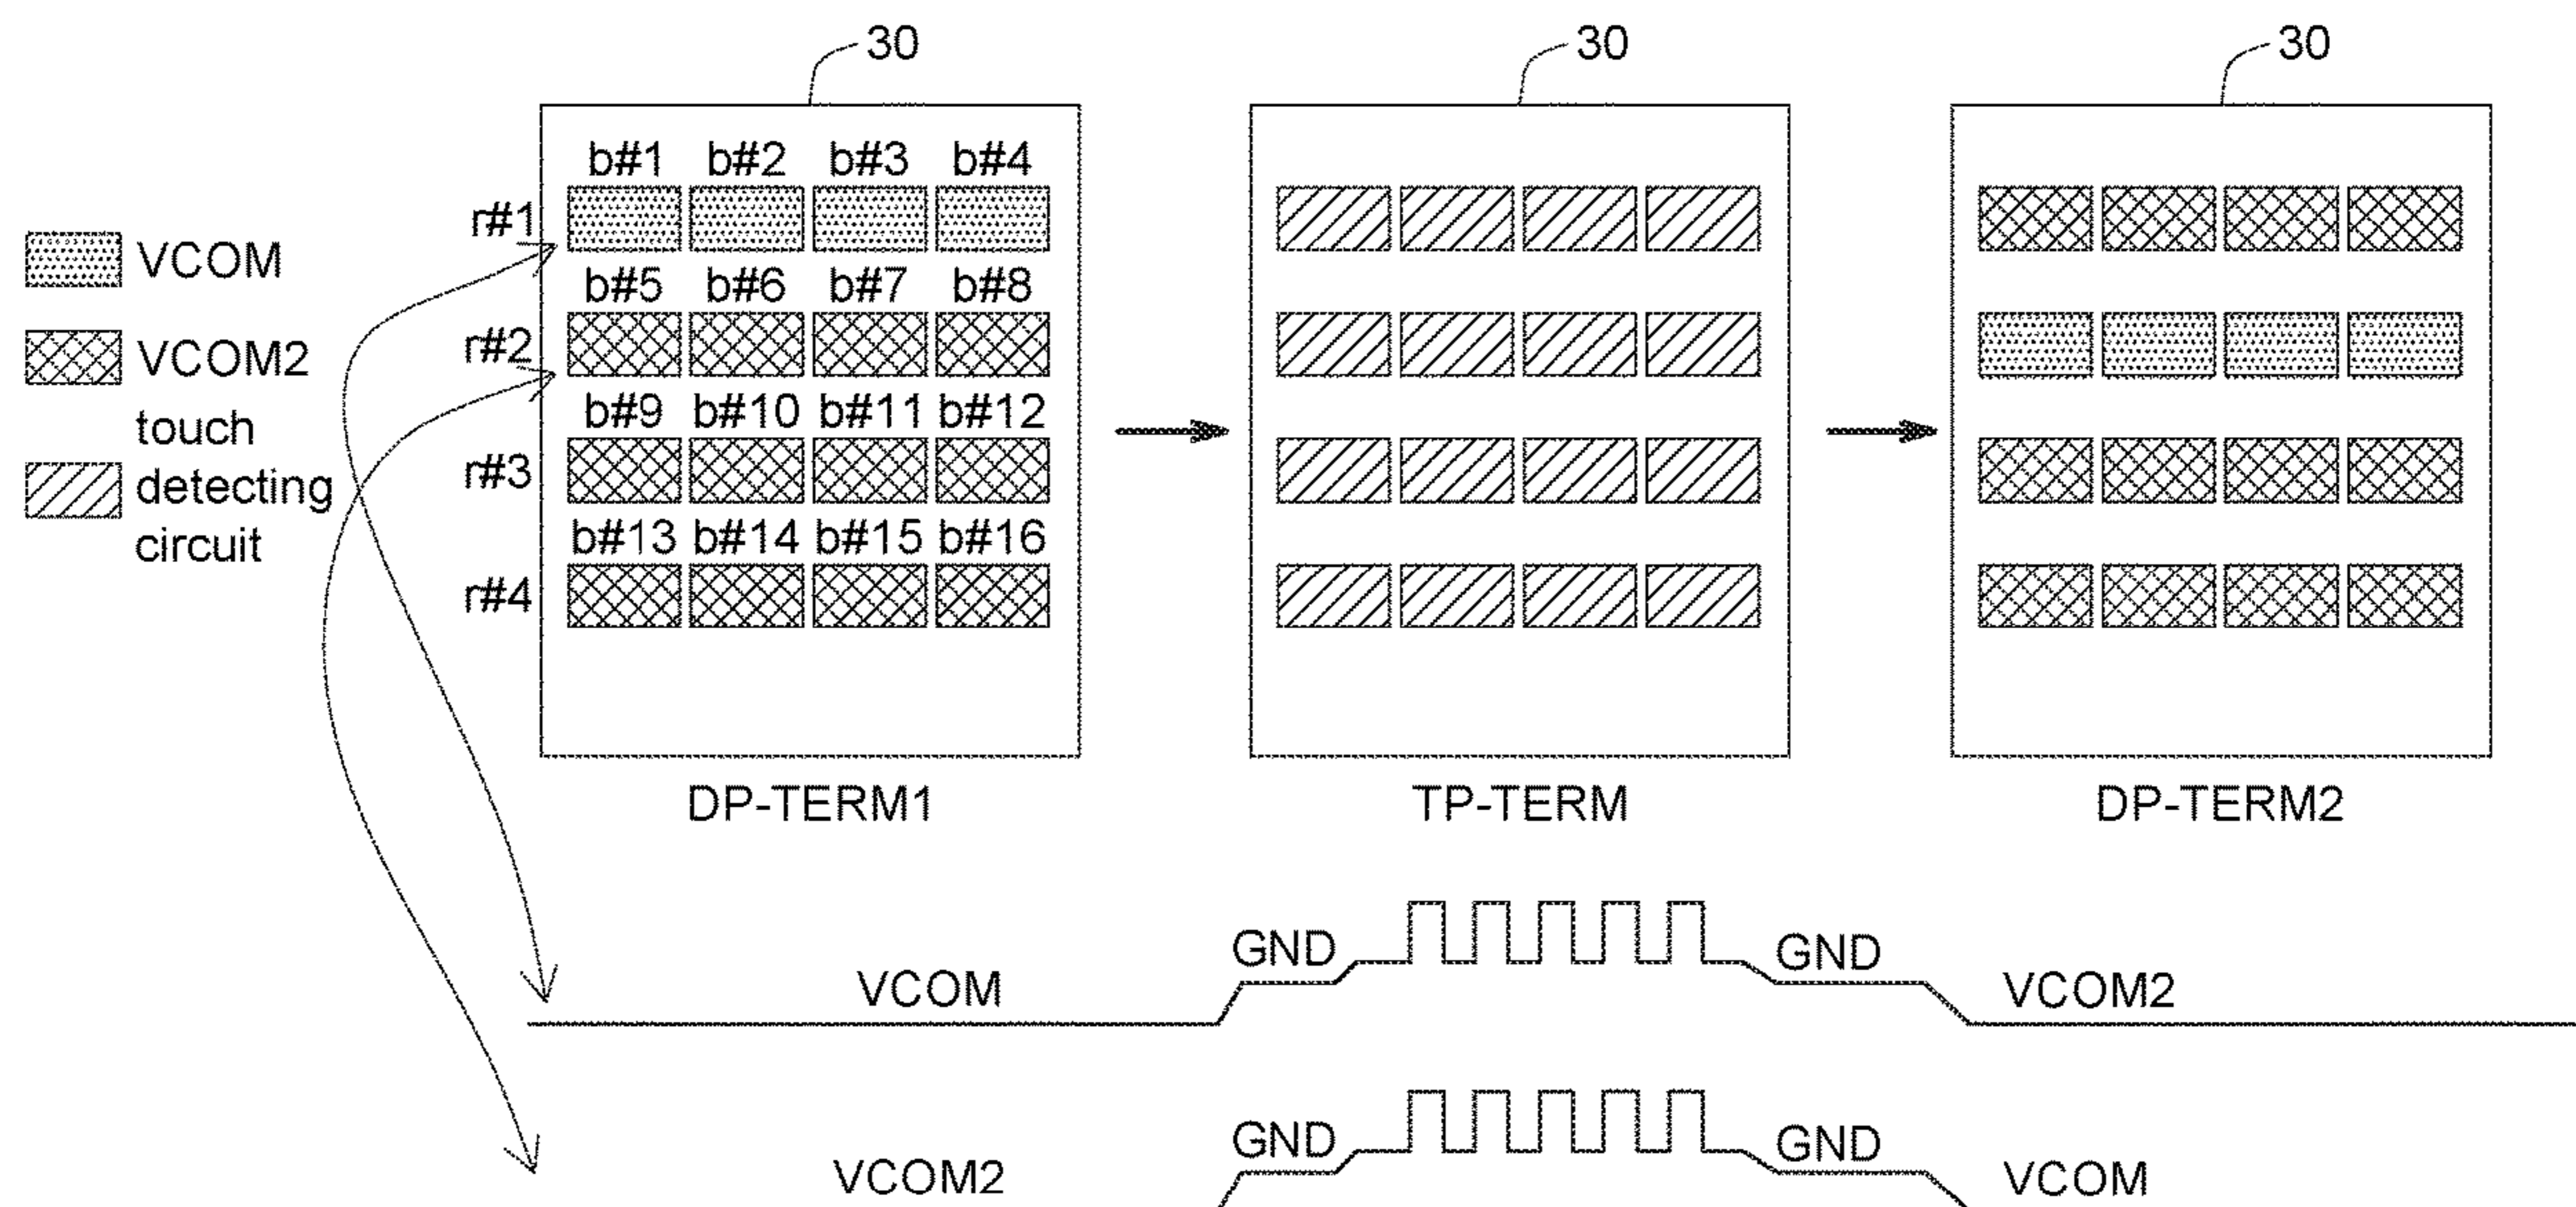 30
30
30
b#1 b#2 b#3 b#4
r#1
VCOM
b#5 b#6 b#7 b#8
r#2
VCOM2
touch
detecting
circuit
b#9 b#10 b#11 b#12
r#3
b#13 b#14 b#15 b#16
r#4
DP-TERM1
TP-TERM
DP-TERM2
VCOM
GND
GND
VCOM2
VCOM2
GND
GND
VCOM